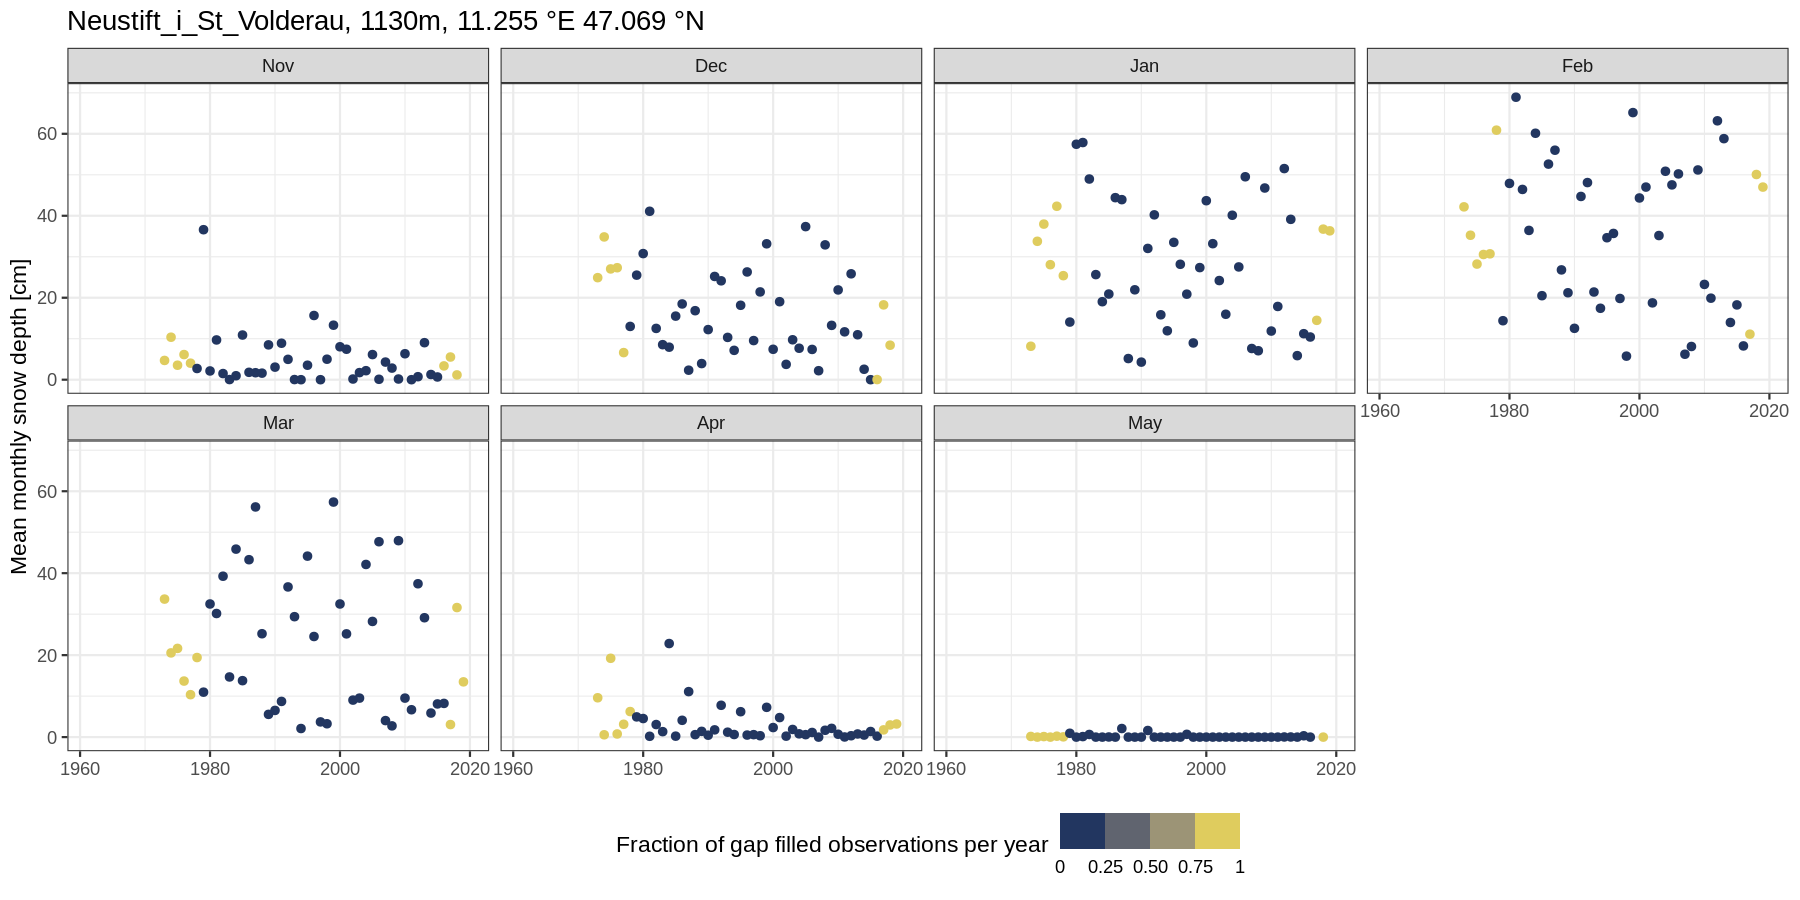 Neustift_i_St_Volderau, 1130m, 11.255 °E 47.069 °N
Nov Dec Jan Feb
60
40
20
0
1960 1980 2000 2020
Mar Apr May
60
40
20
0
1960 1980 2000 2020 1960 1980 2000 2020 1960 1980 2000 2020
Mean monthly snow depth [cm]
Fraction of gap filled observations per year
0 0.25 0.50 0.75 1